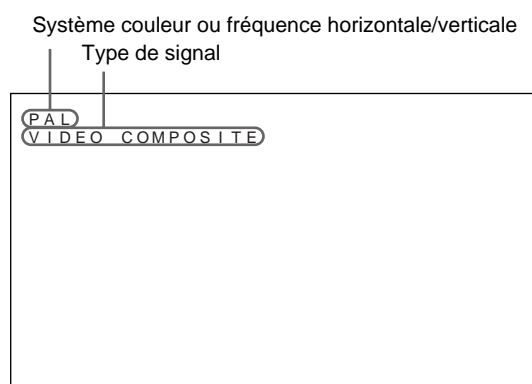 Système couleur ou fréquence horizontale/verticale
Type de signal
PAL
VIDEO COMPOSITE